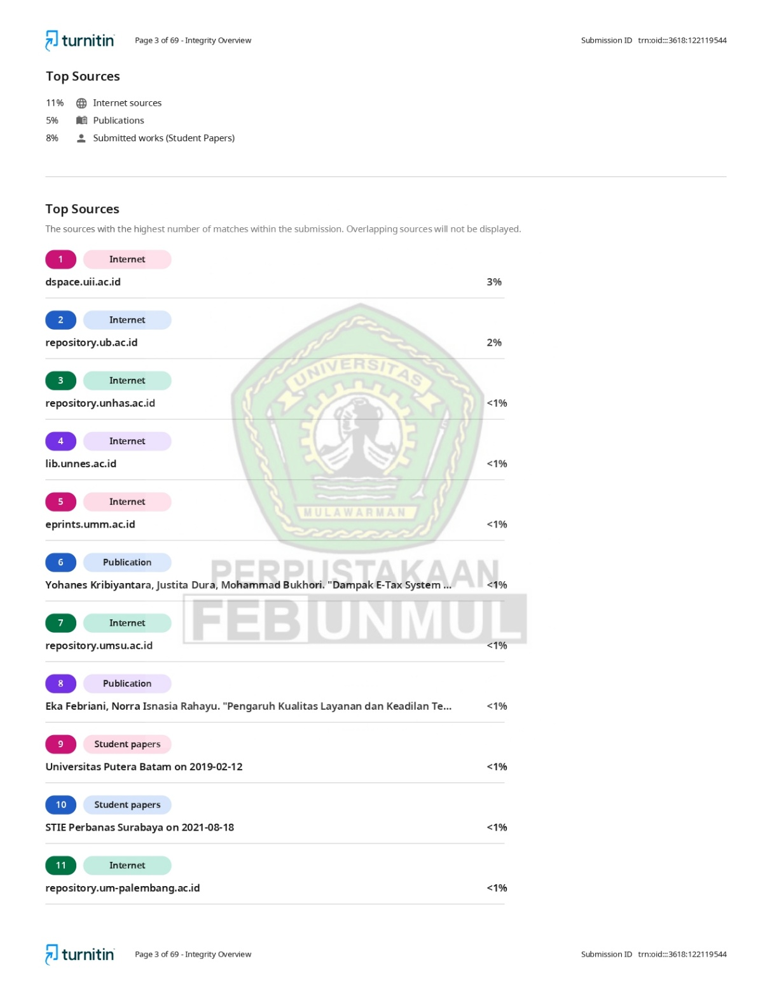 turnitin Page 3 of 69 - Integrity Overview Submission ID trn:oid:::3618:122119544
Top Sources
11% Internet sources
5% Publications
8% Submitted works (Student Papers)
Top Sources
The sources with the highest number of matches within the submission. Overlapping sources will not be displayed.
1 Internet
dspace.uii.ac.id 3%
2 Internet
repository.ub.ac.id 2%
UNIVERSITAS
3 Internet
repository.unhas.ac.id <1%
4 Internet
lib.unnes.ac.id <1%
5 Internet
MULAWARMAN
eprints.umm.ac.id <1%
6 Publication
PERPUSTAKAAN
Yohanes Kribiyantara, Justita Dura, Mohammad Bukhori. "Dampak E-Tax System ... <1%
7 Internet
FEB UNMUL
repository.umsu.ac.id <1%
8 Publication
Eka Febriani, Norra Isnasia Rahayu. "Pengaruh Kualitas Layanan dan Keadilan Te... <1%
9 Student papers
Universitas Putera Batam on 2019-02-12 <1%
10 Student papers
STIE Perbanas Surabaya on 2021-08-18 <1%
11 Internet
repository.um-palembang.ac.id <1%
turnitin Page 3 of 69 - Integrity Overview Submission ID trn:oid:::3618:122119544